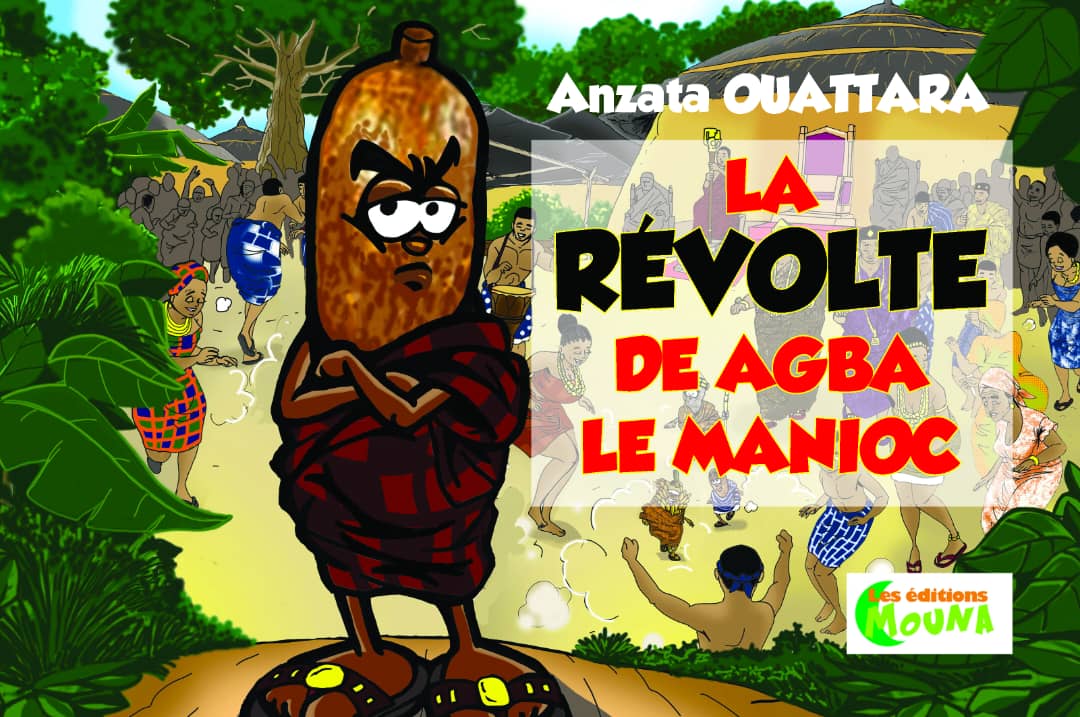 Anzata OUATTARA
LA
RÉVOLTE
DE AGBA
LE MANIOC
Les éditions
MOUNA